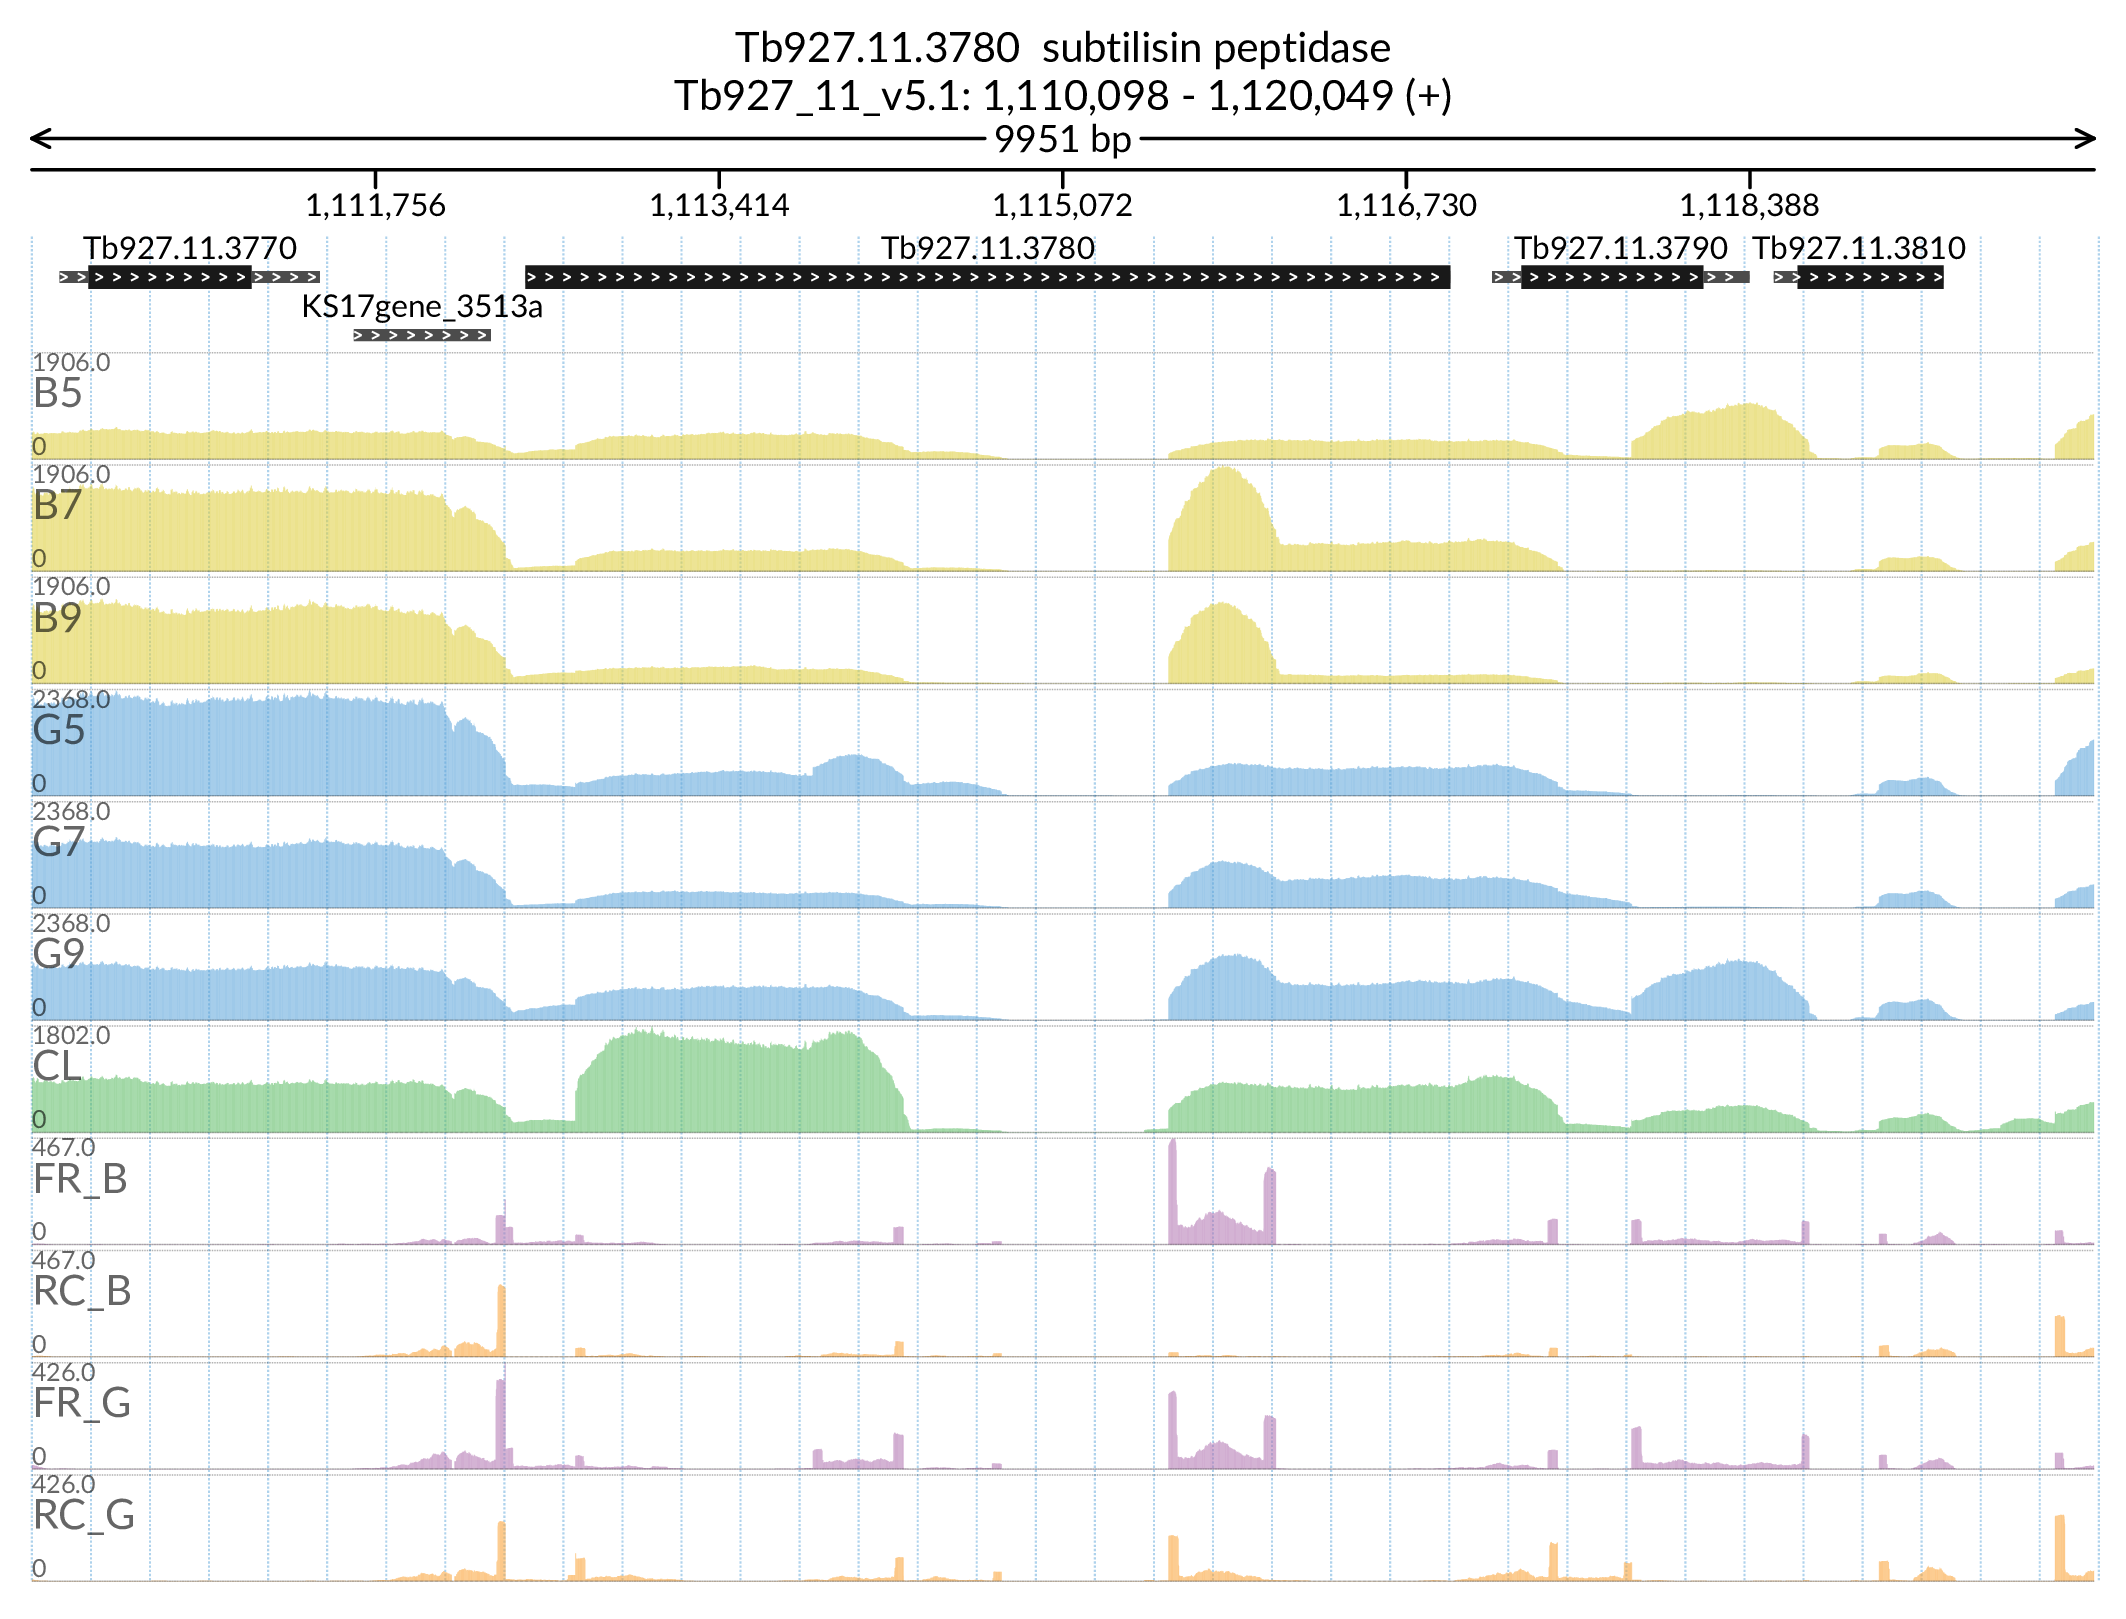 Tb927.11.3780 subtilisin peptidase
Tb927_11_v5.1: 1,110,098 - 1,120,049 (+)
9951 bp
1,111,756 1,113,414 1,115,072 1,116,730 1,118,388
Tb927.11.3770 Tb927.11.3780 Tb927.11.3790 Tb927.11.3810
KS17gene_3513a
1906.0
B5
0
1906.0
B7
0
1906.0
B9
0
2368.0
G5
0
2368.0
G7
0
2368.0
G9
0
1802.0
CL
0
467.0
FR_B
0
467.0
RC_B
0
426.0
FR_G
0
426.0
RC_G
0